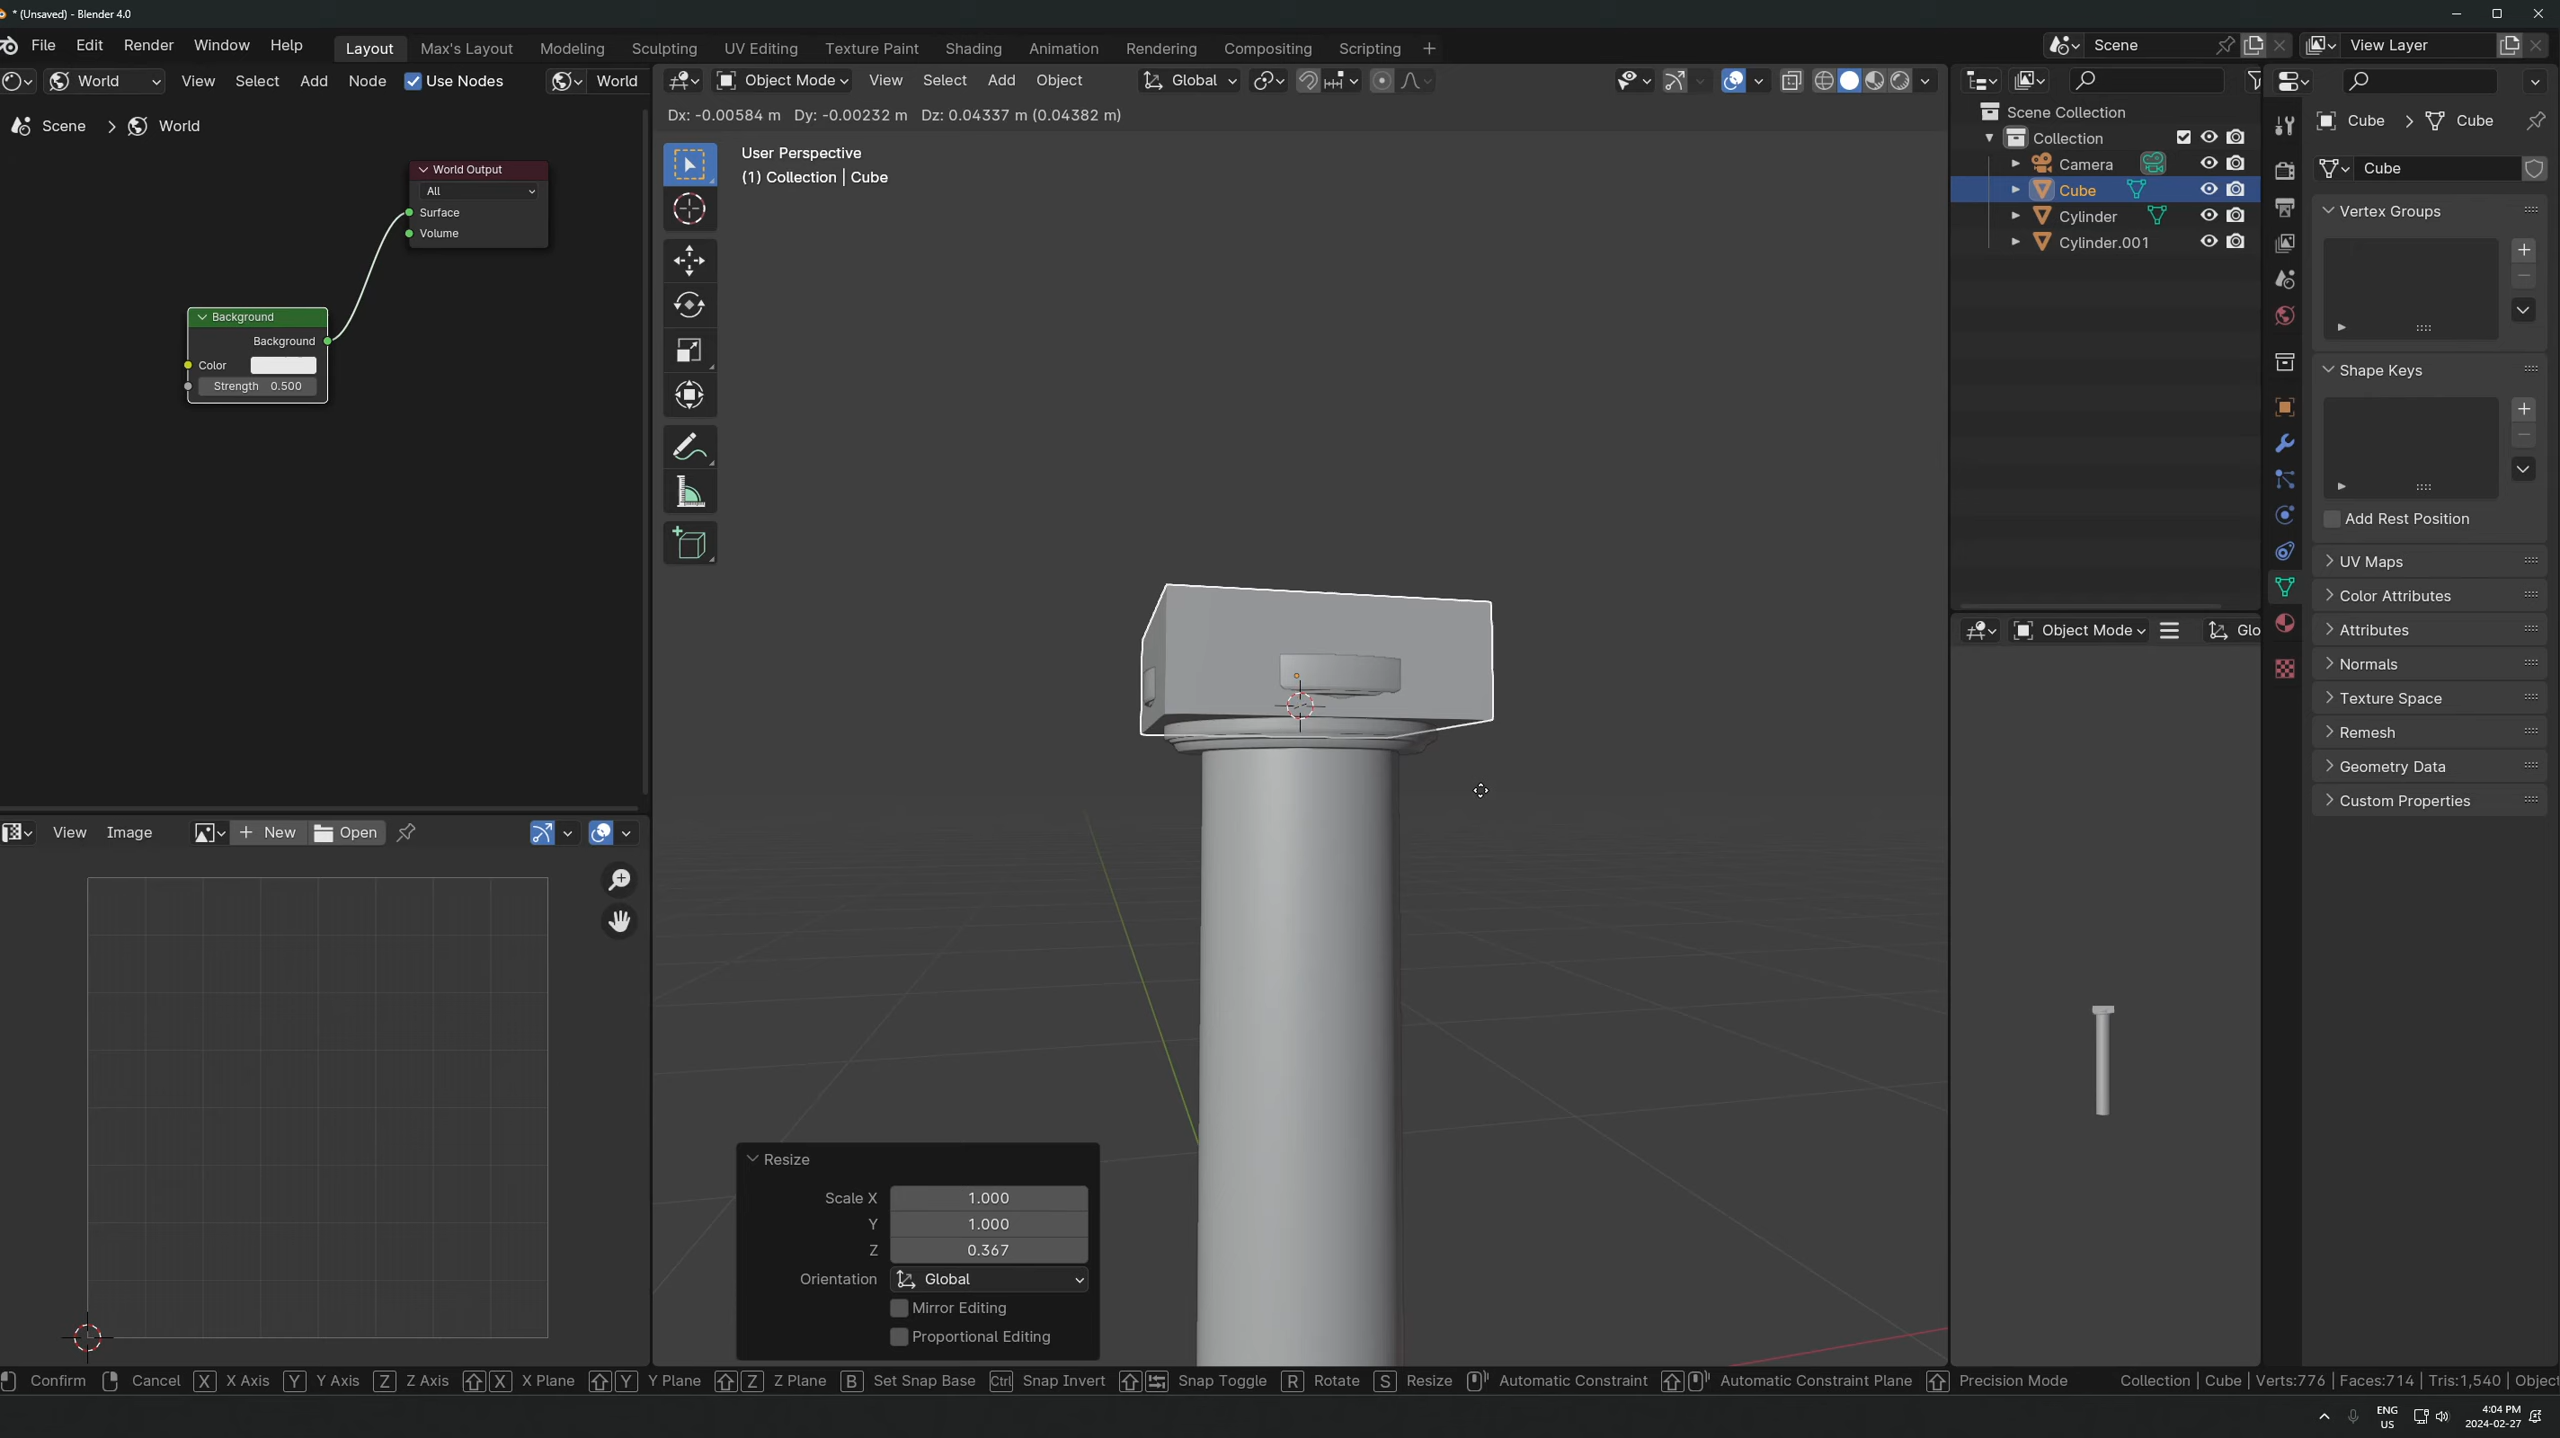 * (Unsaved) - Blender 4.0
File Edit Render Window Help Layout Max's Layout Modeling Sculpting UV Editing Texture Paint Shading Animation Rendering Compositing Scripting + Scene View Layer
World View Select Add Node Use Nodes World
Object Mode View Select Add Object Global
Scene > World
World Output
All
Surface
Volume
Background
Background
Color
Strength 0.500
Dx: -0.00584 m Dy: -0.00232 m Dz: 0.04337 m (0.04382 m)
User Perspective
(1) Collection | Cube
Resize
Scale X 1.000
Y 1.000
Z 0.367
Orientation Global
Mirror Editing
Proportional Editing
View Image + New Open
Scene Collection
Collection
Camera
Cube
Cylinder
Cylinder.001
Object Mode Glo
Cube > Cube
Cube
Vertex Groups
Shape Keys
Add Rest Position
UV Maps
Color Attributes
Attributes
Normals
Texture Space
Remesh
Geometry Data
Custom Properties
Confirm Cancel X X Axis Y Y Axis Z Z Axis X X Plane Y Y Plane Z Z Plane B Set Snap Base Ctrl Snap Invert Snap Toggle R Rotate S Resize Automatic Constraint Automatic Constraint Plane Precision Mode Collection | Cube | Verts:776 | Faces:714 | Tris:1,540 | Object
ENG
US
4:04 PM
2024-02-27